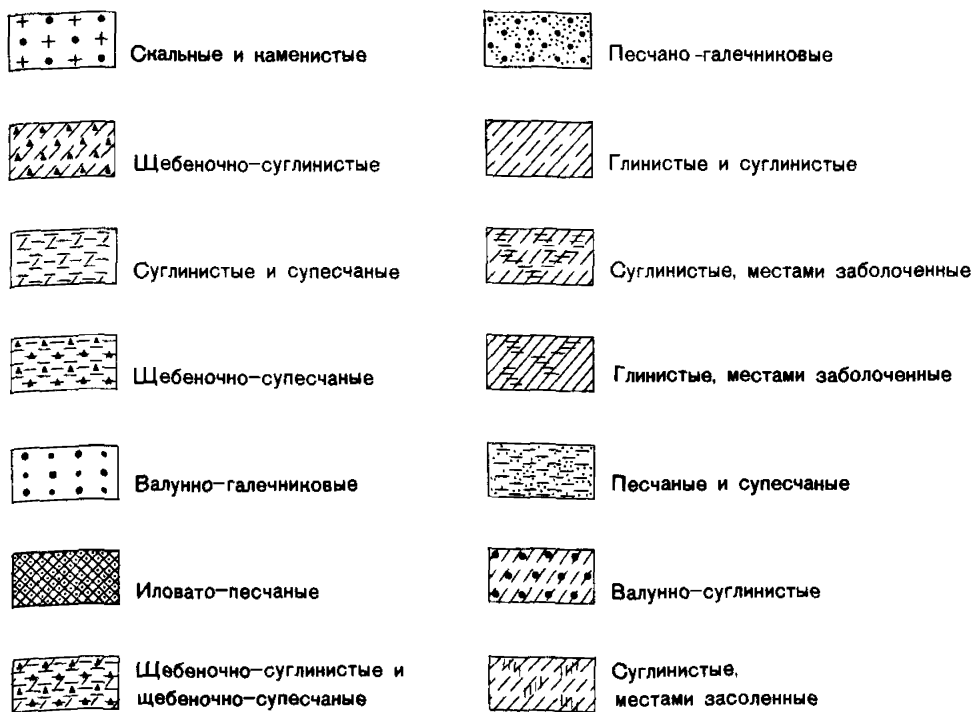 Скальные и каменистые
Песчано-галечниковые
Щебеночно-суглинистые
Глинистые и суглинистые
Суглинистые и супесчаные
Суглинистые, местами заболоченные
Щебеночно-супесчаные
Глинистые, местами заболоченные
Валунно-галечниковые
Песчаные и супесчаные
Иловато-песчаные
Валунно-суглинистые
Щебеночно-суглинистые и
щебеночно-супесчаные
Суглинистые,
местами засоленные